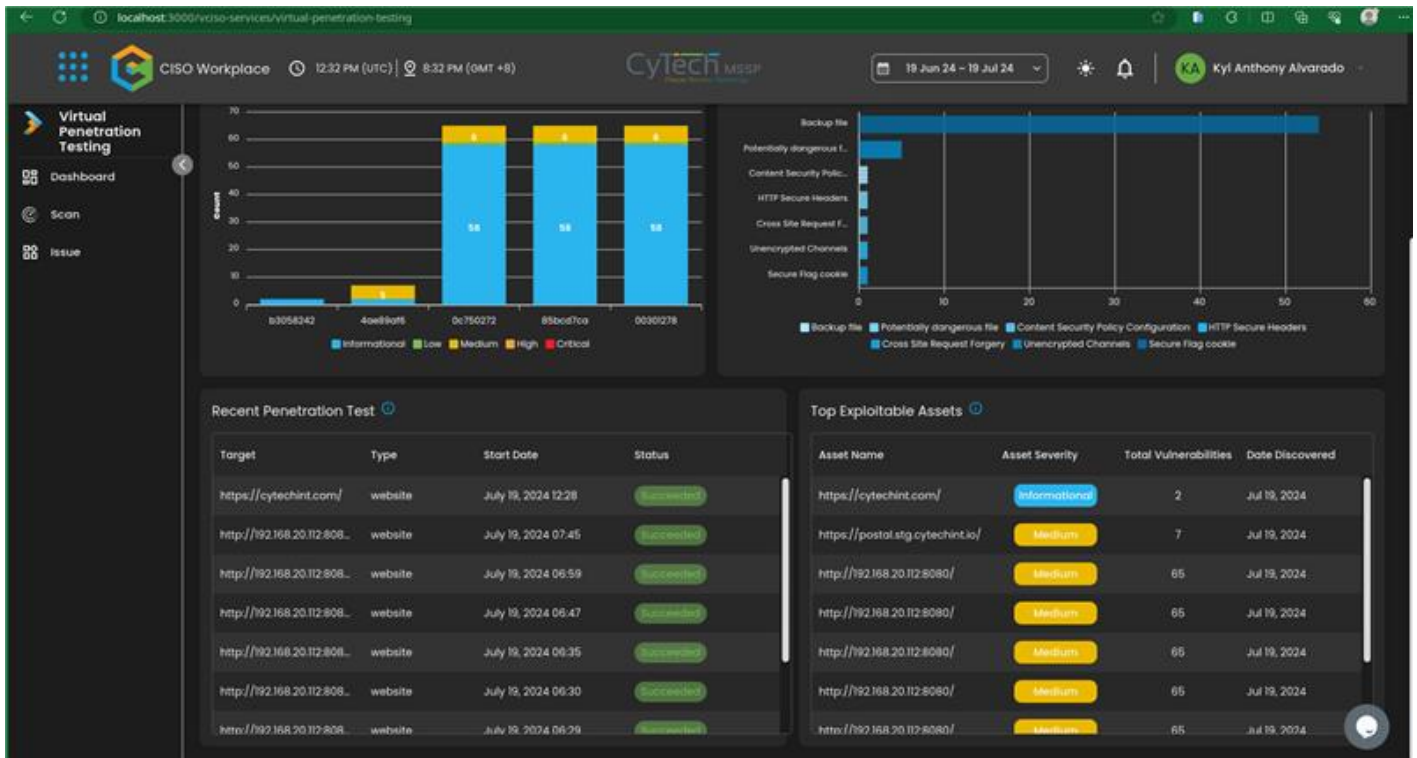 localhost:3000/vciso-services/virtual-penetration-testing
CISO Workplace 12:32 PM (UTC) 8:32 PM (GMT +8) CyTech MSSP 19 Jun 24 – 19 Jul 24 KA Kyl Anthony Alvarado
Virtual Penetration Testing
Dashboard
Scan
Issue
70
60
50
40
30
20
10
0
Count
6 6 6
58 58 58
5
b3058242 4ae89af6 0c750272 85bcd7ca 00301278
Informational Low Medium High Critical
Backup file
Potentially dangerous f...
Content Security Polic...
HTTP Secure Headers
Cross Site Request F...
Unencrypted Channels
Secure Flag cookie
0 10 20 30 40 50 60
Backup file Potentially dangerous file Content Security Policy Configuration HTTP Secure Headers
Cross Site Request Forgery Unencrypted Channels Secure Flag cookie
Recent Penetration Test
Target Type Start Date Status
https://cytechint.com/ website July 19, 2024 12:28 Succeeded
http://192.168.20.112:808... website July 19, 2024 07:45 Succeeded
http://192.168.20.112:808... website July 19, 2024 06:59 Succeeded
http://192.168.20.112:808... website July 19, 2024 06:47 Succeeded
http://192.168.20.112:808... website July 19, 2024 06:35 Succeeded
http://192.168.20.112:808... website July 19, 2024 06:30 Succeeded
http://192.168.20.112:808... website July 19, 2024 06:29 Succeeded
Top Exploitable Assets
Asset Name Asset Severity Total Vulnerabilities Date Discovered
https://cytechint.com/ Informational 2 Jul 19, 2024
https://postal.stg.cytechint.io/ Medium 7 Jul 19, 2024
http://192.168.20.112:8080/ Medium 65 Jul 19, 2024
http://192.168.20.112:8080/ Medium 65 Jul 19, 2024
http://192.168.20.112:8080/ Medium 65 Jul 19, 2024
http://192.168.20.112:8080/ Medium 65 Jul 19, 2024
http://192.168.20.112:8080/ Medium 65 Jul 19, 2024